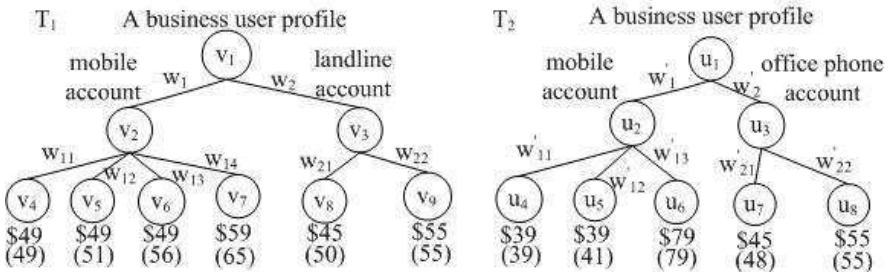 T1 A business user profile
T2 A business user profile
mobile account
landline account
mobile account
office phone account
v1
w1 w2
v2 v3
w11 w12 w13 w14 w21 w22
v4 v5 v6 v7 v8 v9
$49 $49 $49 $59 $45 $55
(49) (51) (56) (65) (50) (55)
u1
w'1 w'2
u2 u3
w'11 w'12 w'13 w'21 w'22
u4 u5 u6 u7 u8
$39 $39 $79 $45 $55
(39) (41) (79) (48) (55)